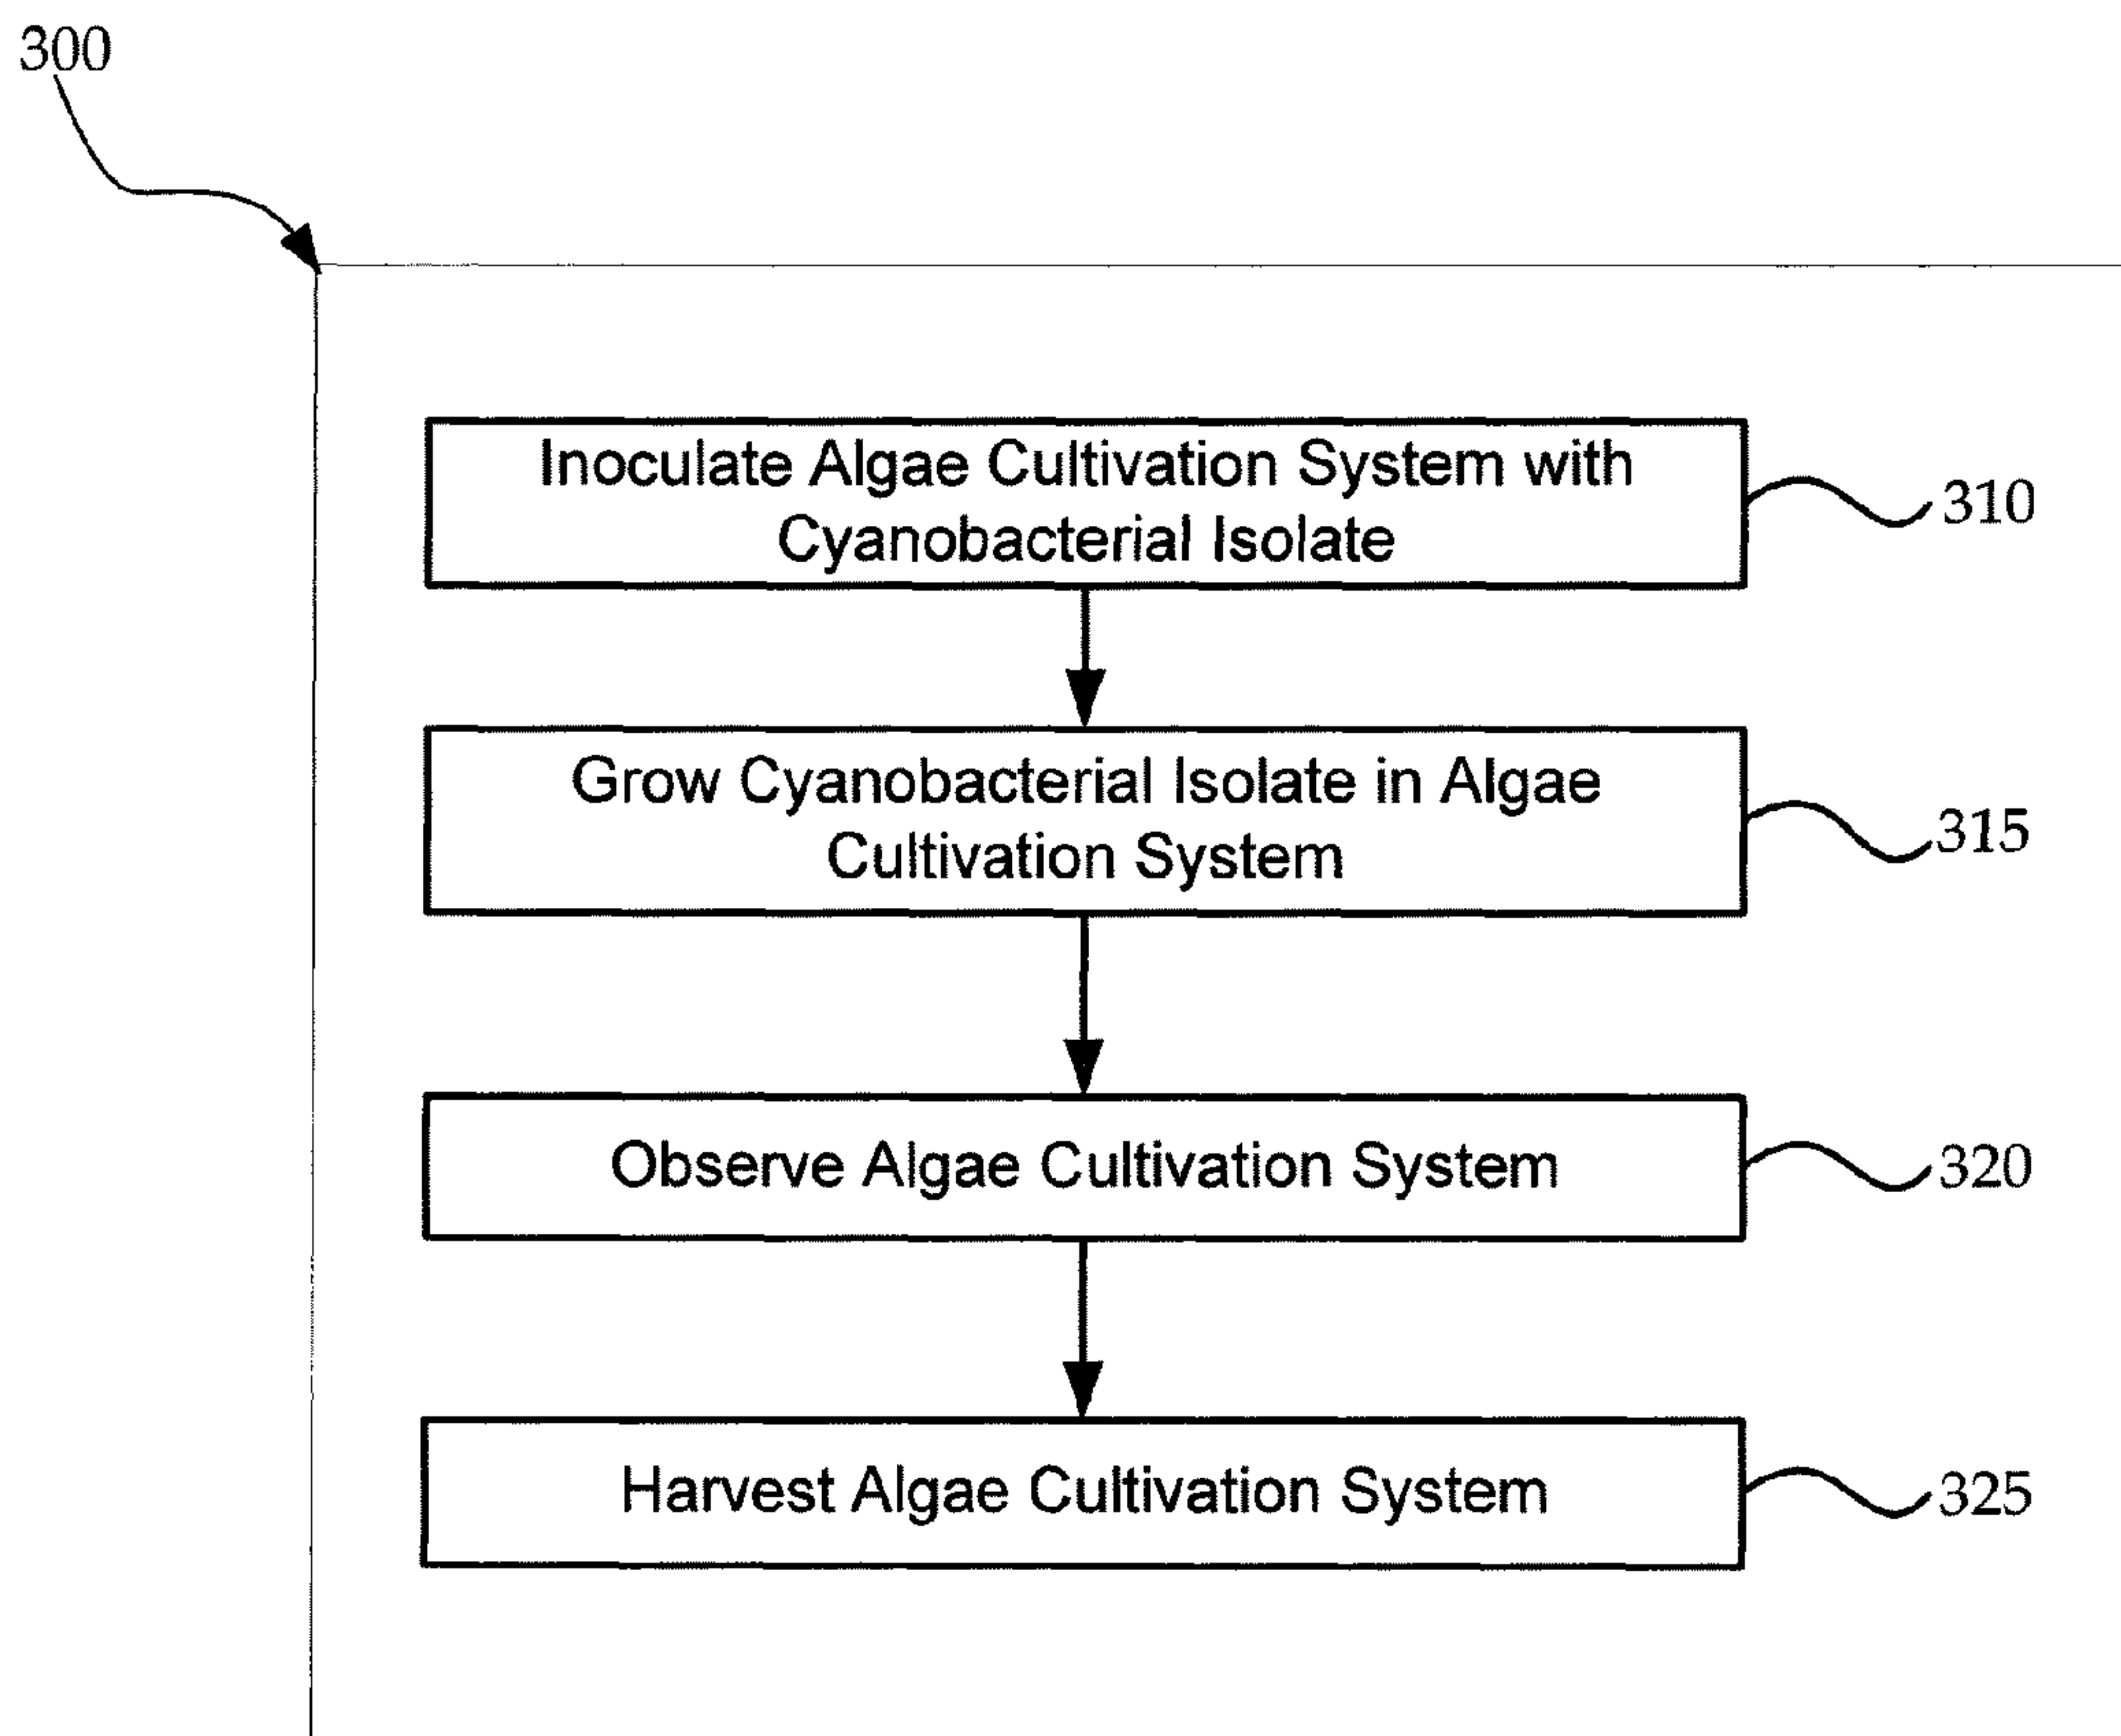 300
Inoculate Algae Cultivation System with
Cyanobacterial Isolate
310
Grow Cyanobacterial Isolate in Algae
Cultivation System
315
Observe Algae Cultivation System
320
Harvest Algae Cultivation System
325